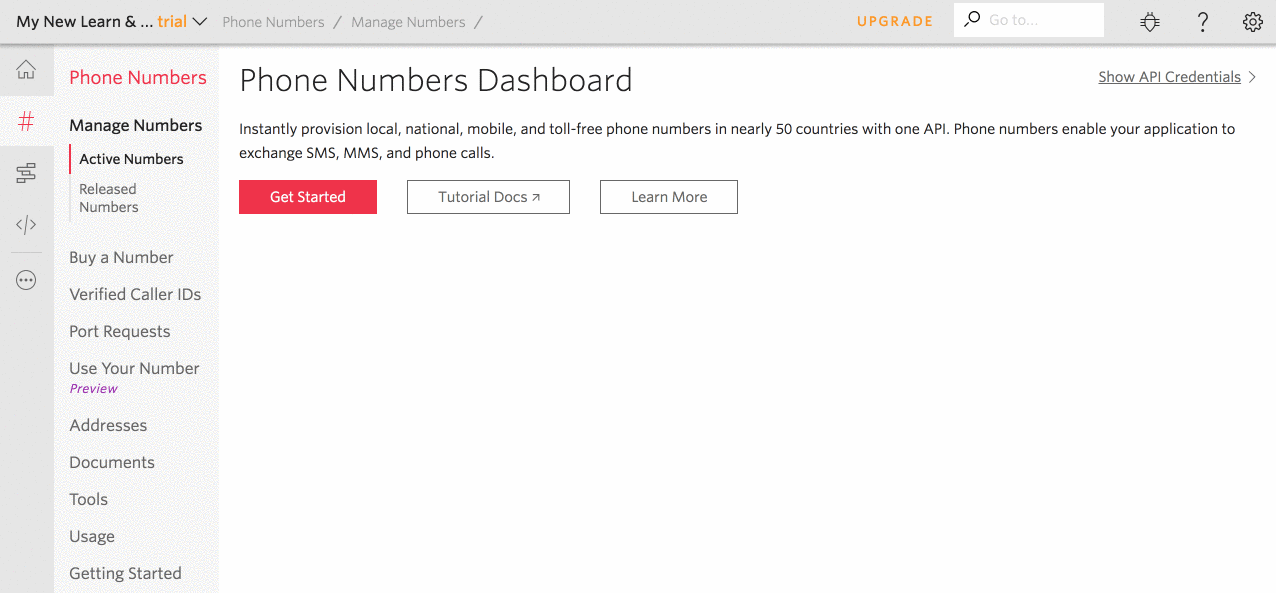 My New Learn & ... trial Phone Numbers / Manage Numbers / UPGRADE Go to... ?
Phone Numbers
Manage Numbers
Active Numbers
Released
Numbers
Buy a Number
Verified Caller IDs
Port Requests
Use Your Number
Preview
Addresses
Documents
Tools
Usage
Getting Started
Phone Numbers Dashboard
Show API Credentials
Instantly provision local, national, mobile, and toll-free phone numbers in nearly 50 countries with one API. Phone numbers enable your application to
exchange SMS, MMS, and phone calls.
Get Started
Tutorial Docs ↗
Learn More